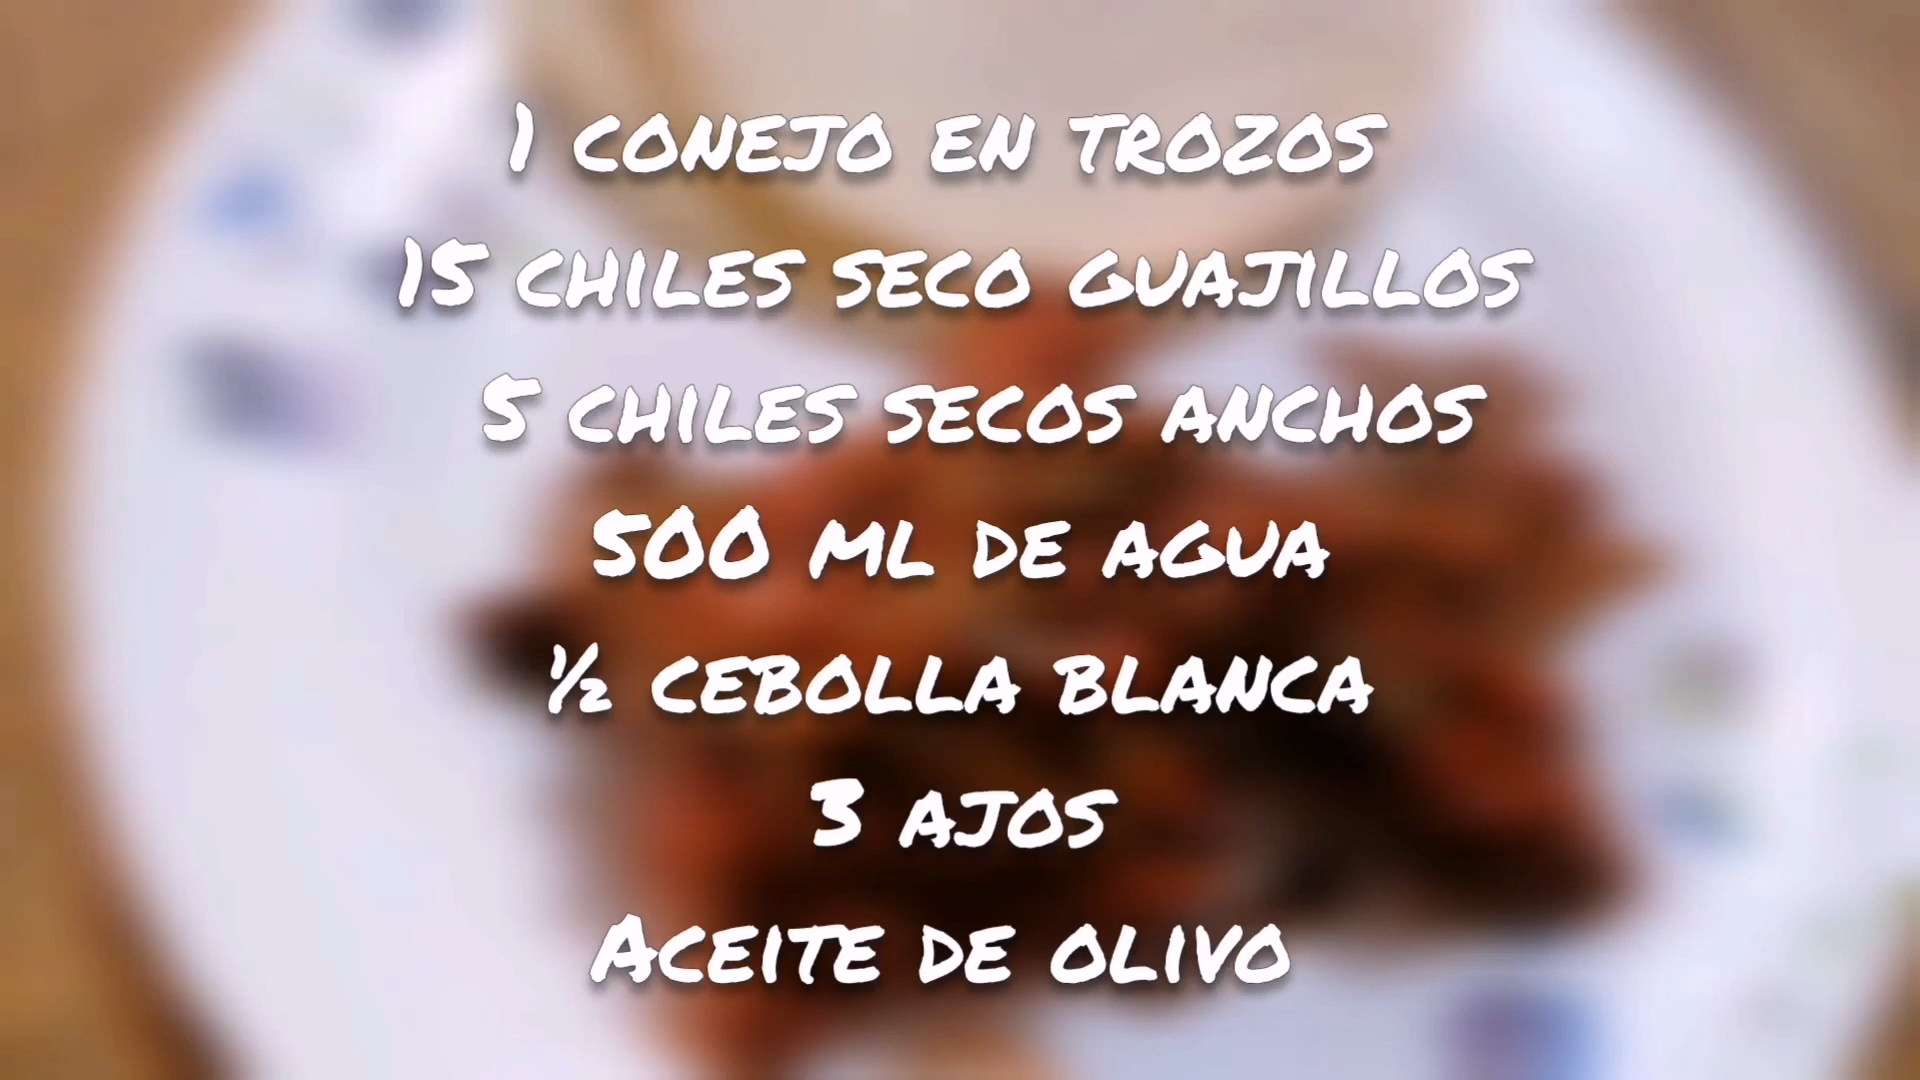 1 conejo en trozos
15 chiles seco guajillos
5 chiles secos anchos
500 ml de agua
½ cebolla blanca
3 ajos
Aceite de olivo